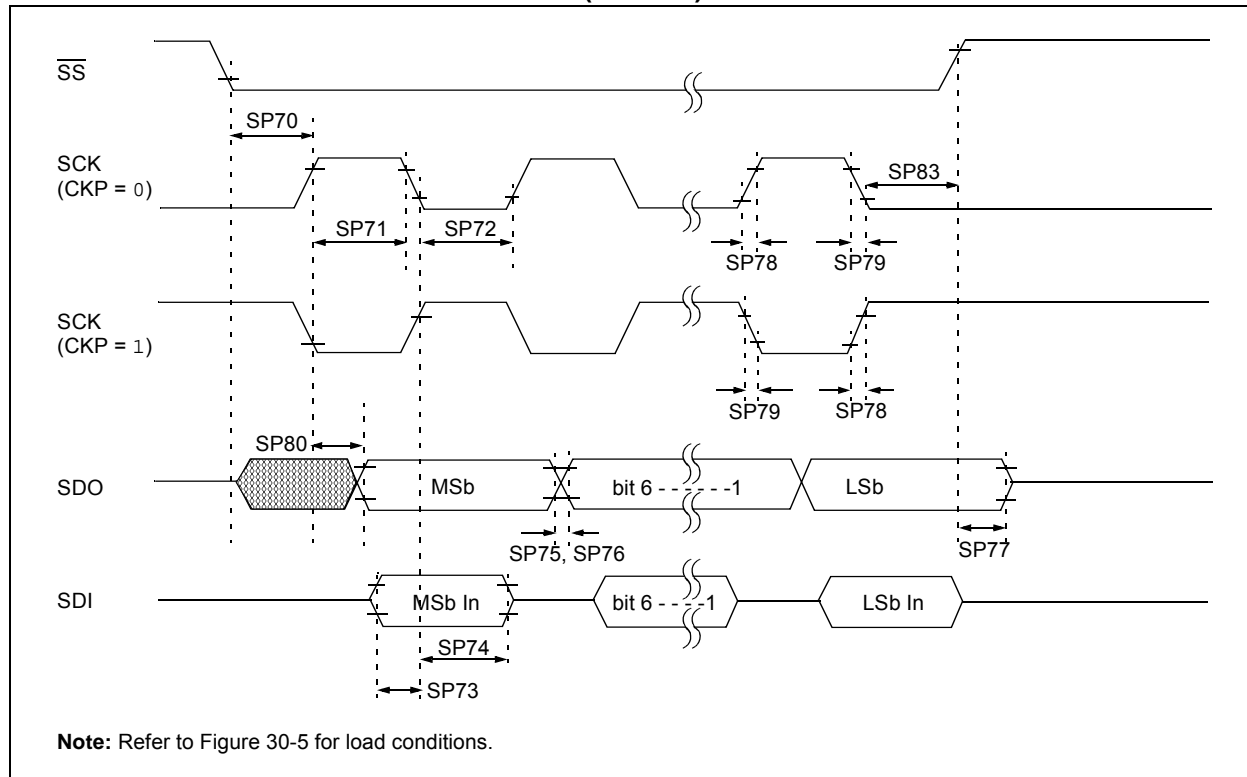 SS
SP70
SCK
(CKP = 0)
SP83
SP71
SP72
SP78
SP79
SCK
(CKP = 1)
SP79
SP78
SP80
SDO
MSb
bit 6 - - - - - -1
LSb
SP75, SP76
SP77
SDI
MSb In
bit 6 - - - -1
LSb In
SP74
SP73
Note: Refer to Figure 30-5 for load conditions.